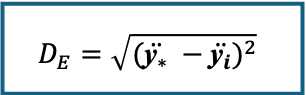 D_E = √(ÿ_* − ÿ_i)²